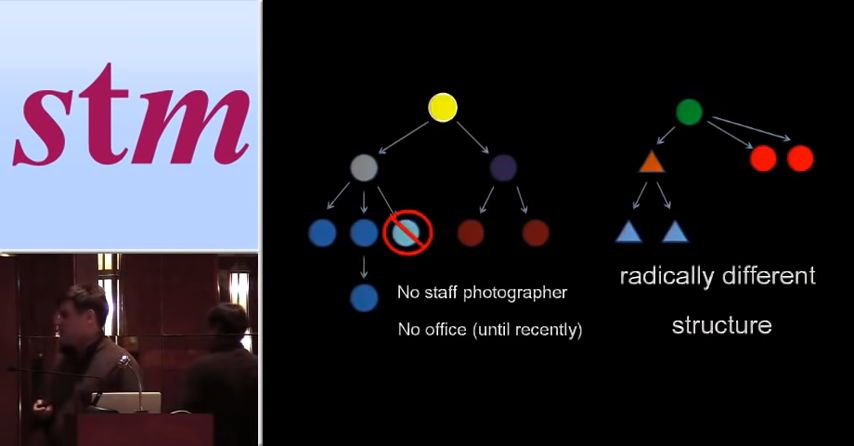 stm
No staff photographer
No office (until recently)
radically different
structure